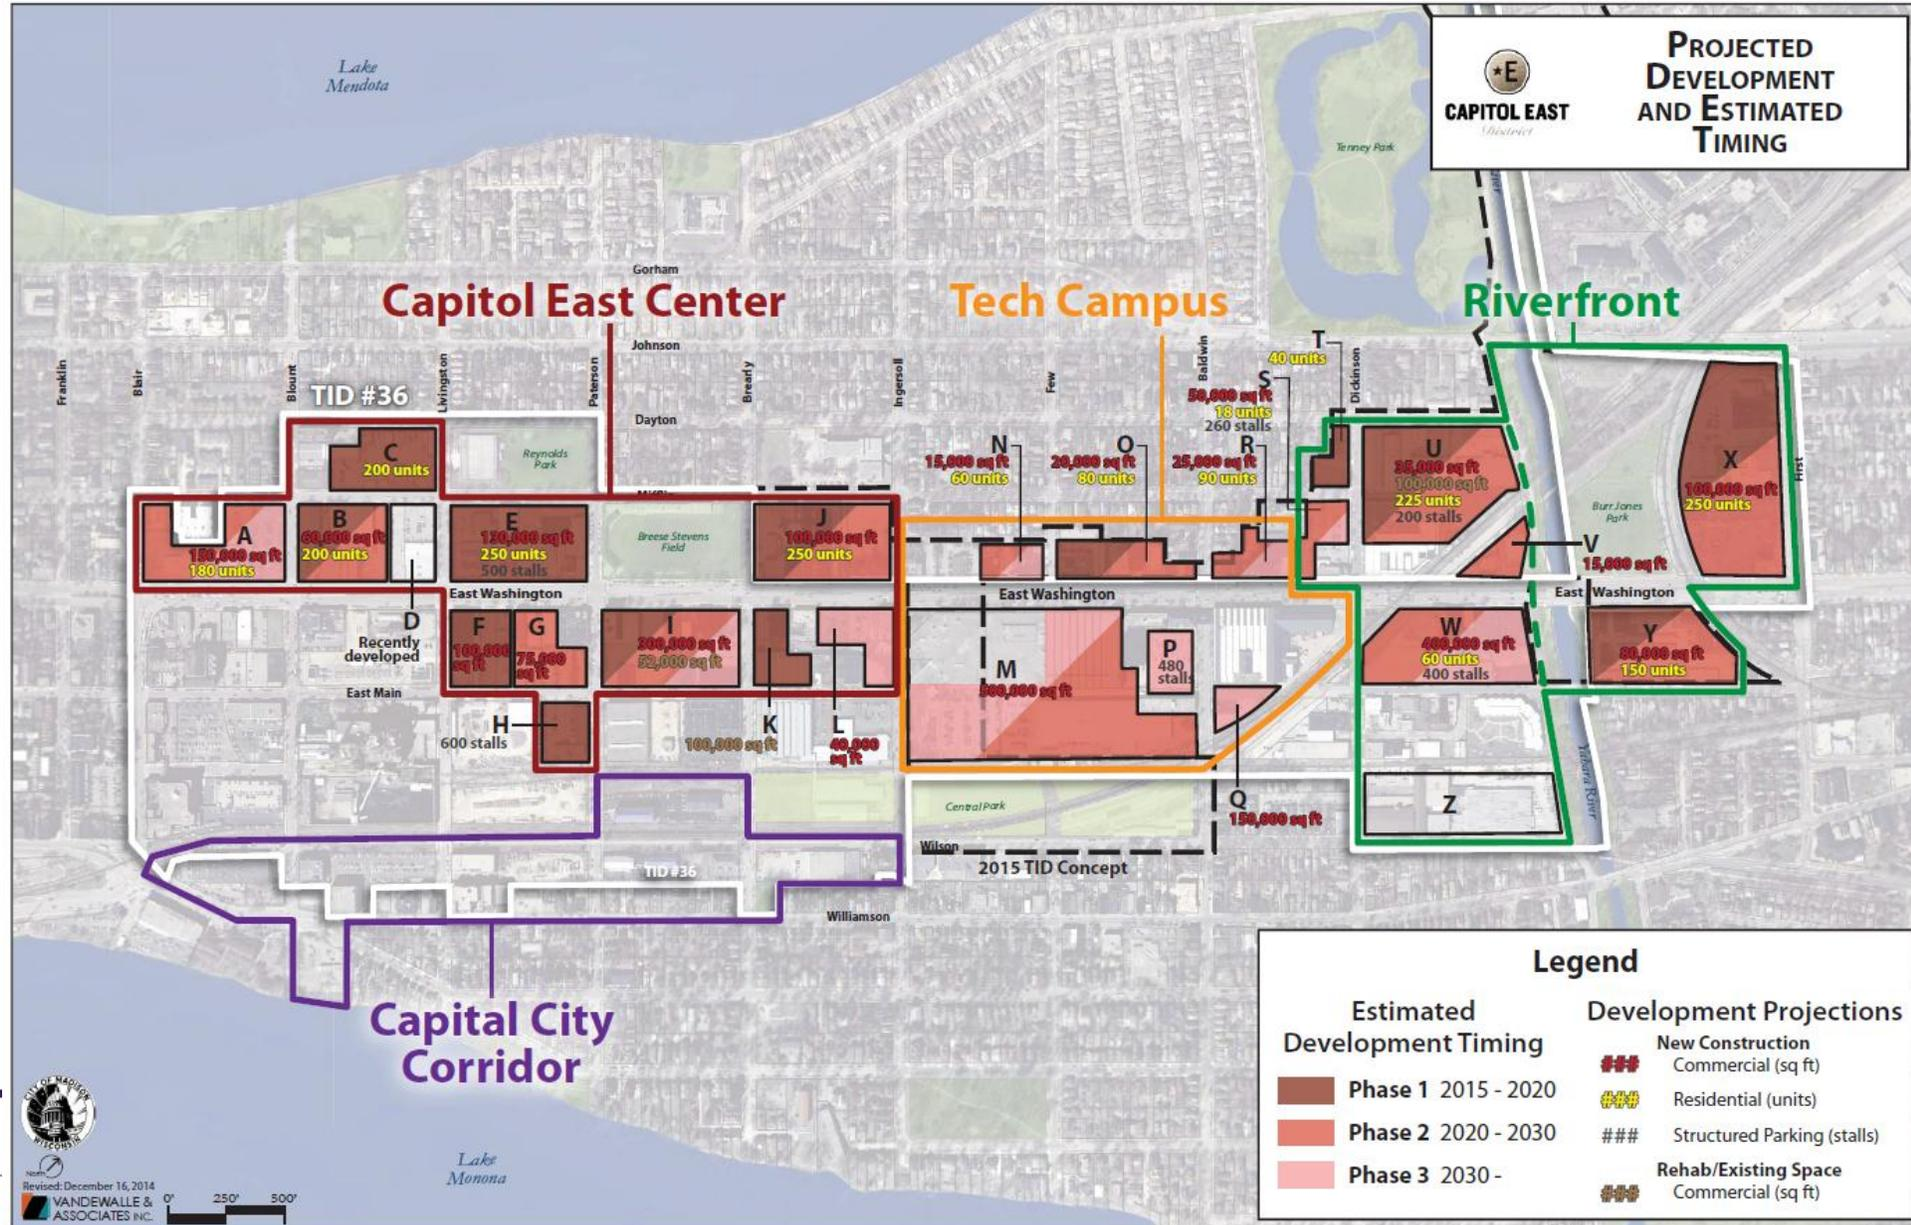 PROJECTED
DEVELOPMENT
AND ESTIMATED
TIMING
★E
CAPITOL EAST
District
Lake
Mendota
Tenney Park
Gorham
Capitol East Center
Tech Campus
Riverfront
Johnson
Franklin
Blair
Blount
Livingston
Paterson
Brearly
Ingersoll
Few
Baldwin
Dickinson
First
TID #36
Dayton
T
40 units
S
50,000 sq ft
18 units
260 stalls
N
15,000 sq ft
60 units
O
20,000 sq ft
80 units
R
25,000 sq ft
90 units
C
200 units
Reynolds
Park
U
35,000 sq ft
100,000 sq ft
225 units
200 stalls
X
100,000 sq ft
250 units
A
150,000 sq ft
180 units
B
60,000 sq ft
200 units
E
130,000 sq ft
250 units
500 stalls
Breese Stevens
Field
J
100,000 sq ft
250 units
Burr Jones
Park
V
15,000 sq ft
East Washington
East Washington
East Washington
D
Recently
developed
F
100,000
sq ft
G
75,000
sq ft
I
300,000 sq ft
52,000 sq ft
M
P
480
stalls
W
400,000 sq ft
60 units
400 stalls
Y
80,000 sq ft
150 units
East Main
H
600 stalls
K
100,000 sq ft
L
40,000
sq ft
Q
150,000 sq ft
Z
Yahara River
Central Park
Wilson
2015 TID Concept
TID #36
Williamson
Capital City
Corridor
Lake
Monona
CITY OF MADISON
WISCONSIN
North
Revised: December 16, 2014
VANDEWALLE &
ASSOCIATES INC.
0' 250' 500'
Legend
Estimated
Development Timing
Phase 1 2015 - 2020
Phase 2 2020 - 2030
Phase 3 2030 -
Development Projections
New Construction
### Commercial (sq ft)
### Residential (units)
### Structured Parking (stalls)
Rehab/Existing Space
### Commercial (sq ft)